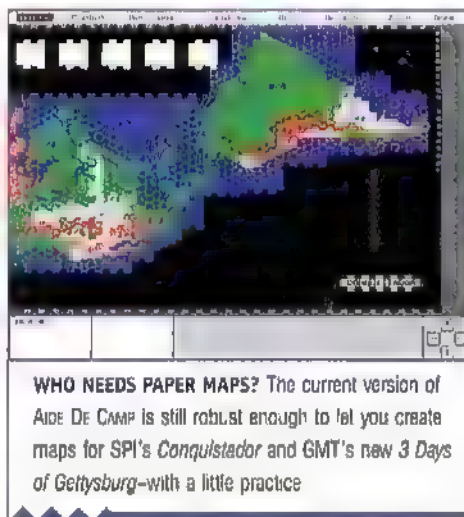 WHO NEEDS PAPER MAPS? The current version of
AIDE DE CAMP is still robust enough to let you create
maps for SPI's Conquistador and GMT's new 3 Days
of Gettysburg–with a little practice